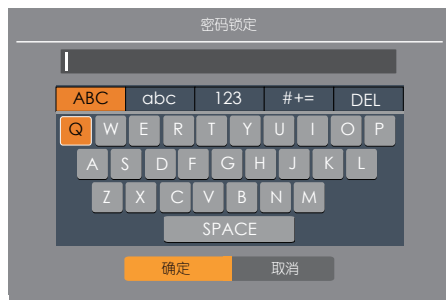 密码锁定
ABC abc 123 #+= DEL
Q W E R T Y U I O P
A S D F G H J K L
Z X C V B N M
SPACE
确定 取消